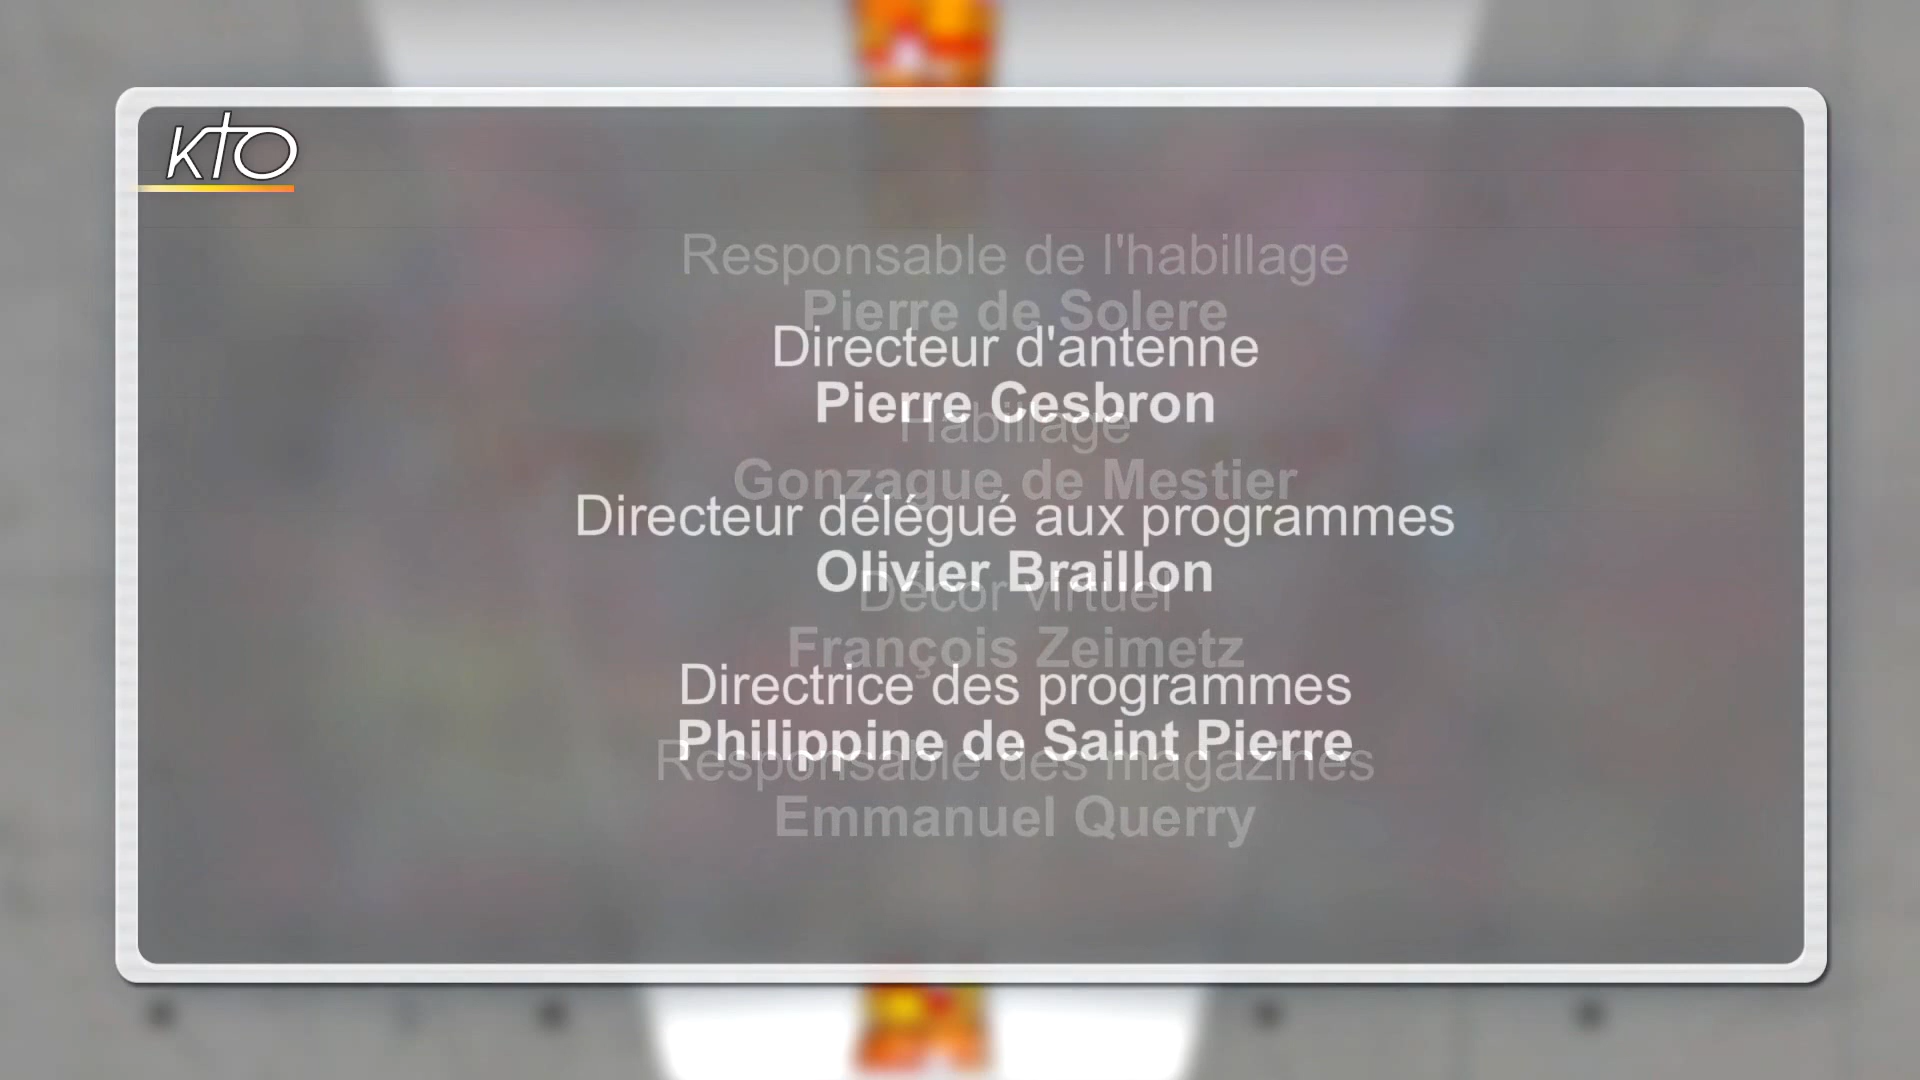 KTO
Responsable de l'habillage
Pierre de Solere
Directeur d'antenne
Pierre Cesbron
Habillage
Gonzague de Mestier
Directeur délégué aux programmes
Olivier Braillon
Décor virtuel
François Zeimetz
Directrice des programmes
Philippine de Saint Pierre
Responsable des magazines
Emmanuel Querry